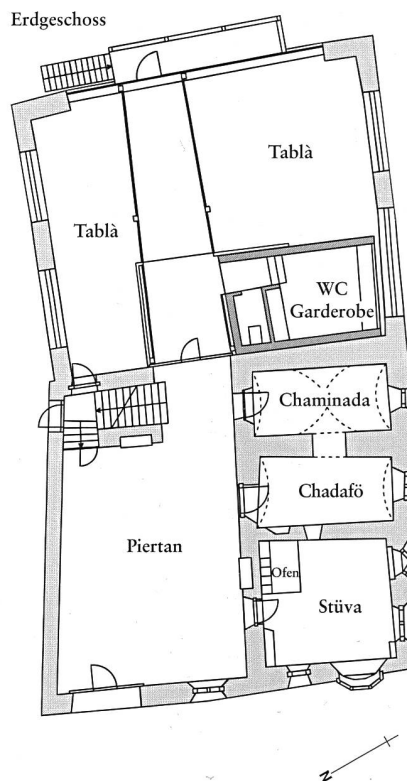 Erdgeschoss
Tablà
Tablà
WC
Garderobe
Chaminada
Chadafö
Piertan
Ofen
Stüva
N